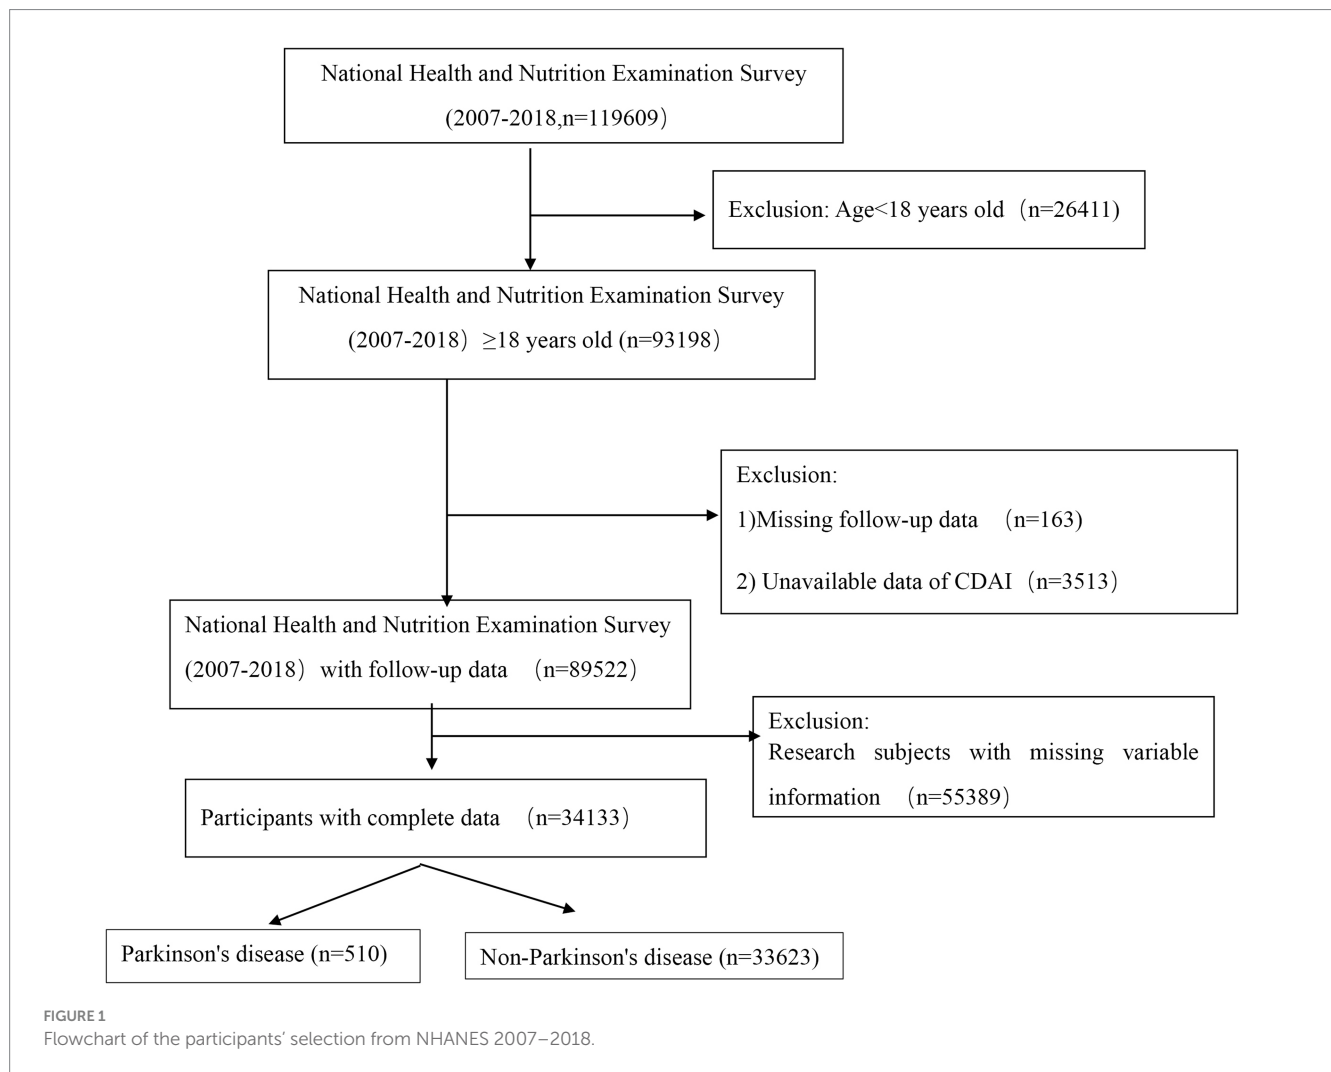 National Health and Nutrition Examination Survey
(2007-2018,n=119609）
Exclusion: Age<18 years old（n=26411)
National Health and Nutrition Examination Survey
(2007-2018）≥18 years old (n=93198）
Exclusion:
1)Missing follow-up data （n=163)
2) Unavailable data of CDAI（n=3513）
National Health and Nutrition Examination Survey
(2007-2018）with follow-up data （n=89522）
Exclusion:
Research subjects with missing variable
information （n=55389）
Participants with complete data （n=34133）
Parkinson's disease (n=510)
Non-Parkinson's disease (n=33623)
FIGURE 1
Flowchart of the participants’ selection from NHANES 2007–2018.